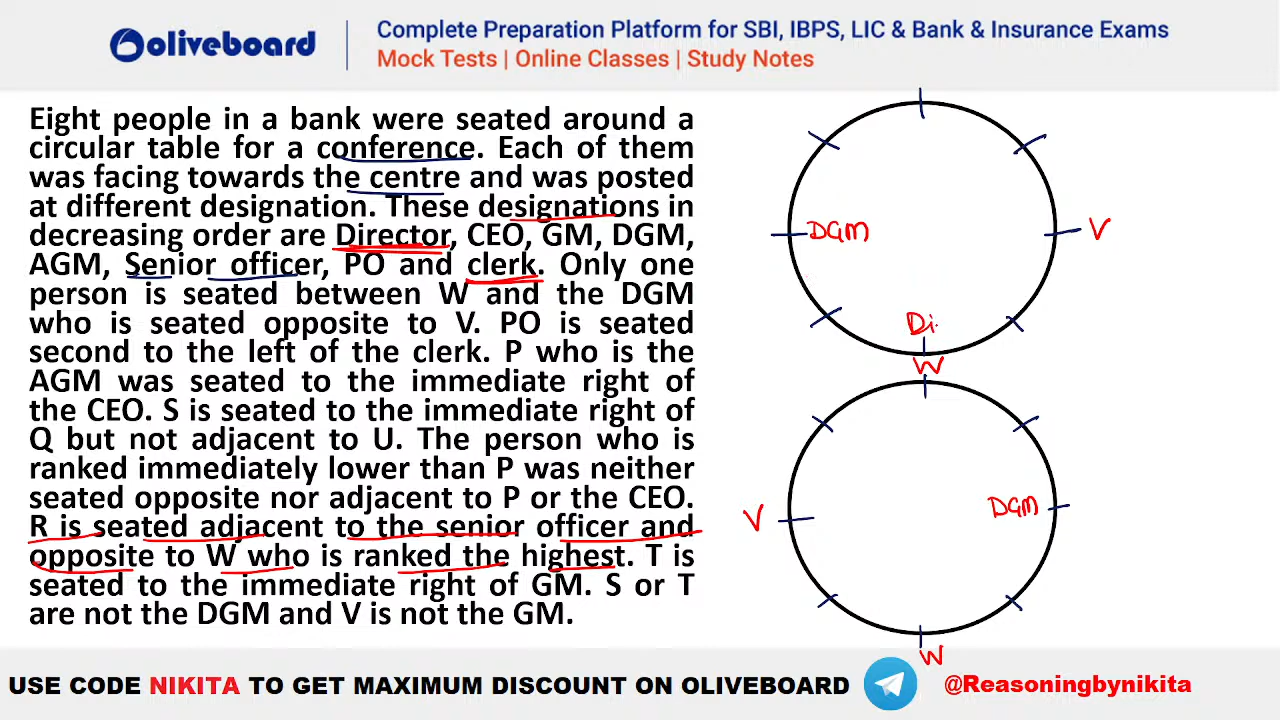 oliveboard
Complete Preparation Platform for SBI, IBPS, LIC & Bank & Insurance Exams
Mock Tests | Online Classes | Study Notes
Eight people in a bank were seated around a
circular table for a conference. Each of them
was facing towards the centre and was posted
at different designation. These designations in
decreasing order are Director, CEO, GM, DGM,
AGM, Senior officer, PO and clerk. Only one
person is seated between W and the DGM
who is seated opposite to V. PO is seated
second to the left of the clerk. P who is the
AGM was seated to the immediate right of
the CEO. S is seated to the immediate right of
Q but not adjacent to U. The person who is
ranked immediately lower than P was neither
seated opposite nor adjacent to P or the CEO.
R is seated adjacent to the senior officer and
opposite to W who is ranked the highest. T is
seated to the immediate right of GM. S or T
are not the DGM and V is not the GM.
DGM
V
Di
W
V
DGM
W
USE CODE NIKITA TO GET MAXIMUM DISCOUNT ON OLIVEBOARD
@Reasoningbynikita